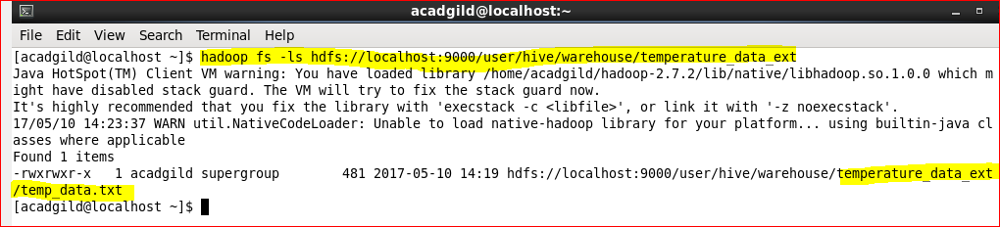 acadgild@localhost:~
File Edit View Search Terminal Help
[acadgild@localhost ~]$ hadoop fs -ls hdfs://localhost:9000/user/hive/warehouse/temperature_data_ext
Java HotSpot(TM) Client VM warning: You have loaded library /home/acadgild/hadoop-2.7.2/lib/native/libhadoop.so.1.0.0 which m
ight have disabled stack guard. The VM will try to fix the stack guard now.
It's highly recommended that you fix the library with 'execstack -c <libfile>', or link it with '-z noexecstack'.
17/05/10 14:23:37 WARN util.NativeCodeLoader: Unable to load native-hadoop library for your platform... using builtin-java cl
asses where applicable
Found 1 items
-rwxrwxr-x   1 acadgild supergroup        481 2017-05-10 14:19 hdfs://localhost:9000/user/hive/warehouse/temperature_data_ext
/temp_data.txt
[acadgild@localhost ~]$